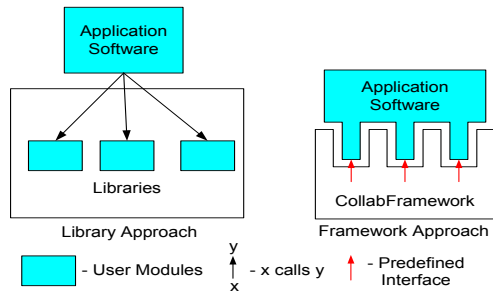 Application
Software
Libraries
Library Approach
Application
Software
CollabFramework
Framework Approach
- User Modules
y
x
- x calls y
- Predefined
Interface